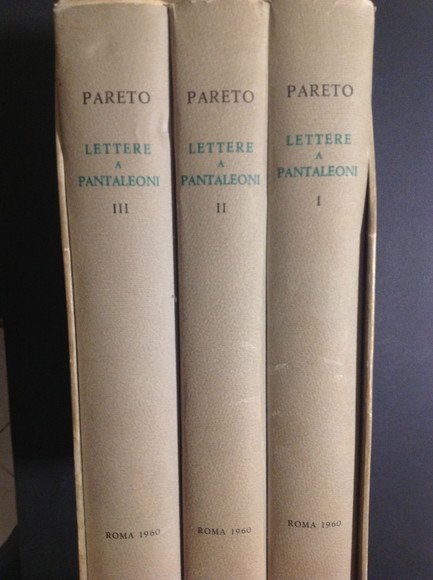 PARETO
LETTERE
A
PANTALEONI
III
ROMA 1960
PARETO
LETTERE
A
PANTALEONI
II
ROMA 1960
PARETO
LETTERE
A
PANTALEONI
I
ROMA 1960